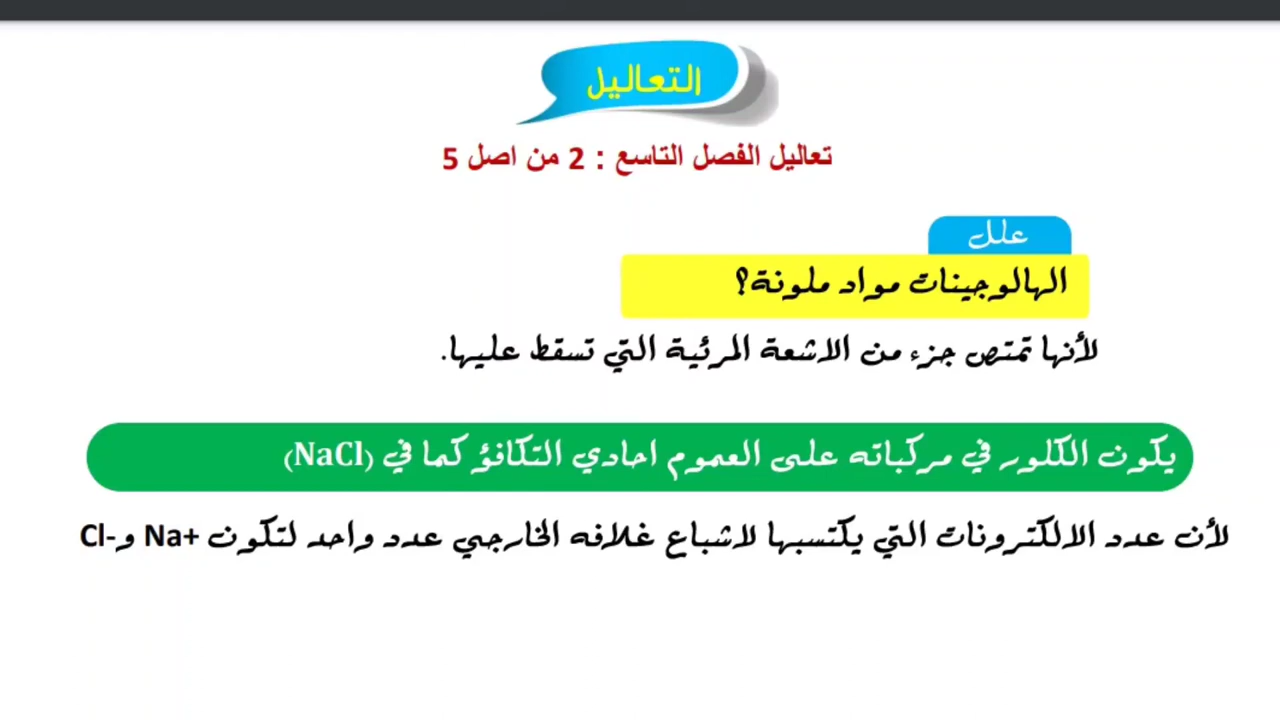 التعاليل
تعاليل الفصل التاسع : 2 من اصل 5
علل
الهالوجينات مواد ملونة؟
لأنها تمتص جزء من الاشعة المرئية التي تسقط عليها.
يكون الكلور في مركباته على العموم احادي التكافؤ كما في (NaCl)
لأن عدد الالكترونات التي يكتسبها لاشباع غلافه الخارجي عدد واحد لتكون Na+ و Cl-